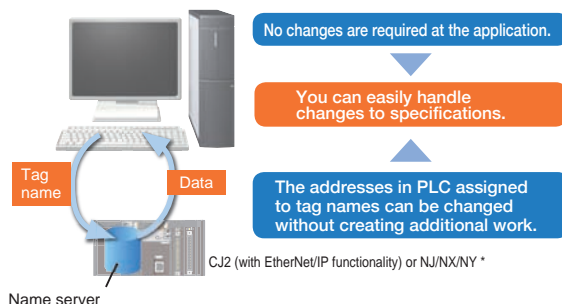 No changes are required at the application.
You can easily handle
changes to specifications.
The addresses in PLC assigned
to tag names can be changed
without creating additional work.
Tag
name
Data
CJ2 (with EtherNet/IP functionality) or NJ/NX/NY *
Name server